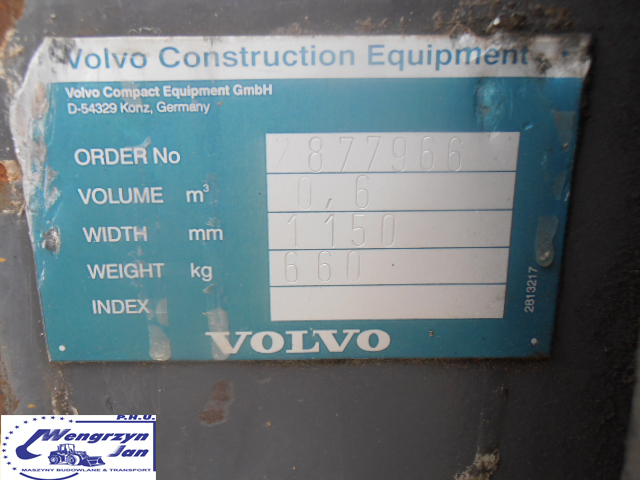 Volvo Construction Equipment
Volvo Compact Equipment GmbH
D-54329 Konz, Germany
ORDER No 7877966
VOLUME m³ 0,6
WIDTH mm 1150
WEIGHT kg 660
INDEX
2813217
VOLVO
P.H.U.
Wengrzyn
Jan
MASZYNY BUDOWLANE & TRANSPORT